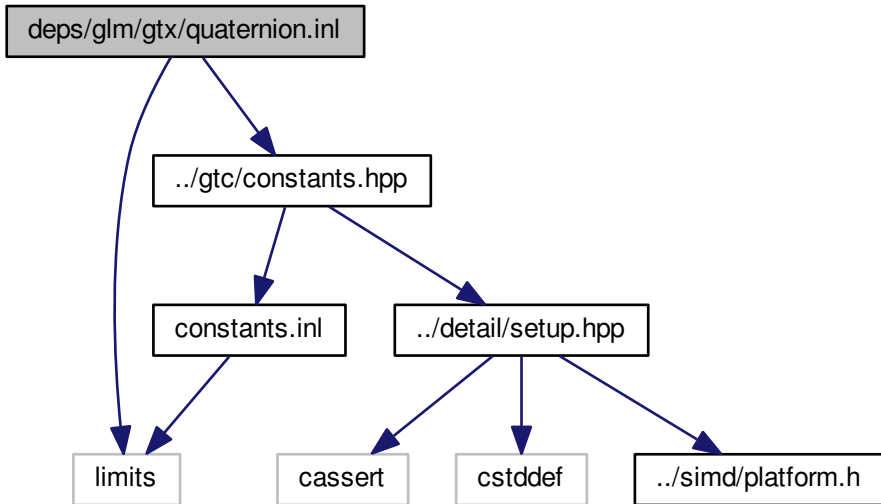 deps/glm/gtx/quaternion.inl
../gtc/constants.hpp
constants.inl
../detail/setup.hpp
limits
cassert
cstddef
../simd/platform.h